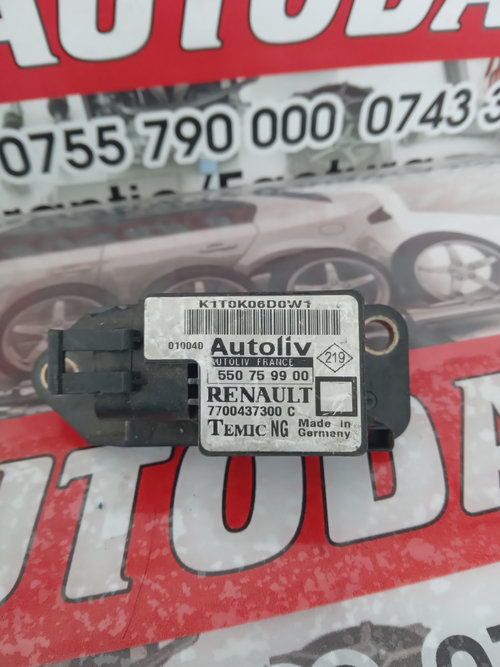 AUTODA
0755 790 000 0743 3
K1T0K06D0W1
010040 Autoliv
AUTOLIV FRANCE
219
550 75 99 00
RENAULT
7700437300 C
TEMIC NG Made in
Germany
AUTODA